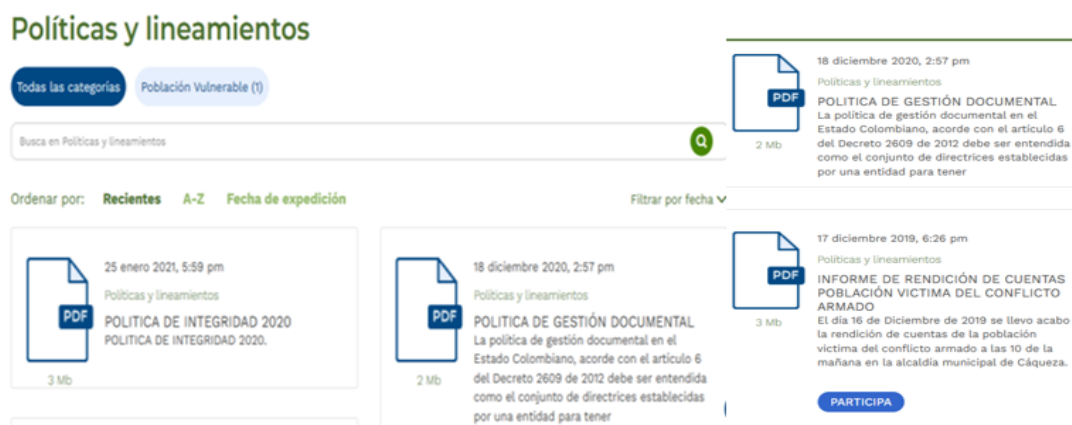 Políticas y lineamientos
Todas las categorías
Población Vulnerable (1)
Busca en Políticas y lineamientos
Ordenar por: Recientes A-Z Fecha de expedición
Filtrar por fecha
PDF
3 Mb
25 enero 2021, 5:59 pm
Políticas y lineamientos
POLITICA DE INTEGRIDAD 2020
POLITICA DE INTEGRIDAD 2020.
PDF
2 Mb
18 diciembre 2020, 2:57 pm
Políticas y lineamientos
POLITICA DE GESTIÓN DOCUMENTAL
La política de gestión documental en el
Estado Colombiano, acorde con el artículo 6
del Decreto 2609 de 2012 debe ser entendida
como el conjunto de directrices establecidas
por una entidad para tener
PDF
2 Mb
18 diciembre 2020, 2:57 pm
Políticas y lineamientos
POLITICA DE GESTIÓN DOCUMENTAL
La política de gestión documental en el
Estado Colombiano, acorde con el artículo 6
del Decreto 2609 de 2012 debe ser entendida
como el conjunto de directrices establecidas
por una entidad para tener
PDF
3 Mb
17 diciembre 2019, 6:26 pm
Políticas y lineamientos
INFORME DE RENDICIÓN DE CUENTAS
POBLACIÓN VICTIMA DEL CONFLICTO
ARMADO
El día 16 de Diciembre de 2019 se llevo acabo
la rendición de cuentas de la población
victima del conflicto armado a las 10 de la
mañana en la alcaldía municipal de Cáqueza.
PARTICIPA